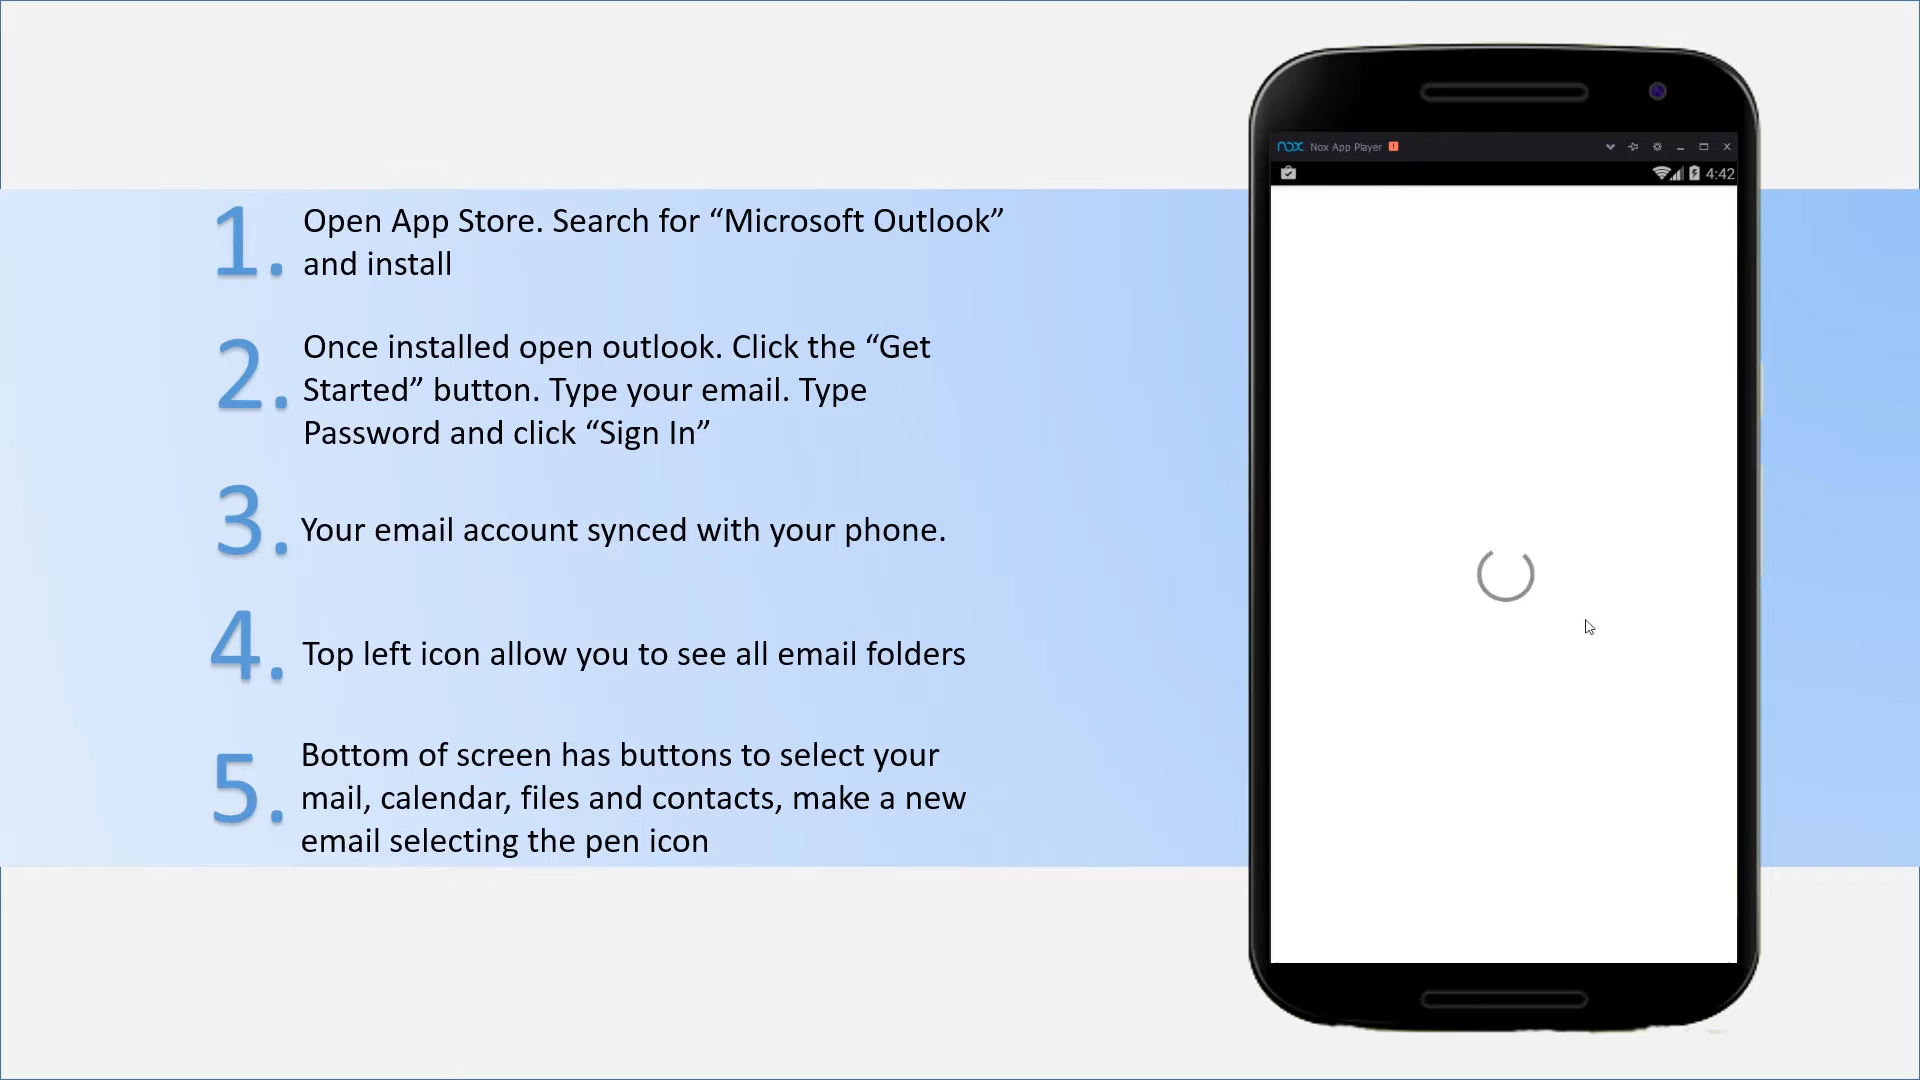 1. Open App Store. Search for “Microsoft Outlook”
and install
2. Once installed open outlook. Click the “Get
Started” button. Type your email. Type
Password and click “Sign In”
3. Your email account synced with your phone.
4. Top left icon allow you to see all email folders
5. Bottom of screen has buttons to select your
mail, calendar, files and contacts, make a new
email selecting the pen icon
nox Nox App Player
4:42